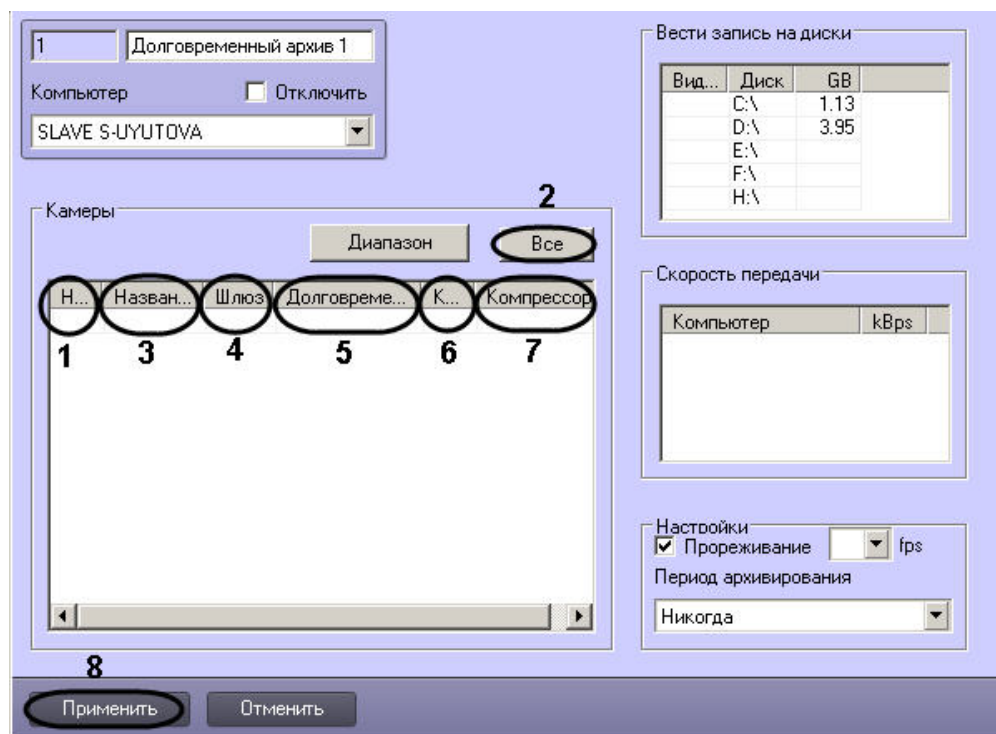 1 Долговременный архив 1
Компьютер Отключить
SLAVE S-UYUTOVA
Камеры
2
Диапазон Все
Н... Назван... Шлюз Долговреме... К... Компрессор
1 3 4 5 6 7
Вести запись на диски
Вид... Диск GB
C:\ 1.13
D:\ 3.95
E:\
F:\
H:\
Скорость передачи
Компьютер kBps
Настройки
Прореживание fps
Период архивирования
Никогда
8
Применить Отменить